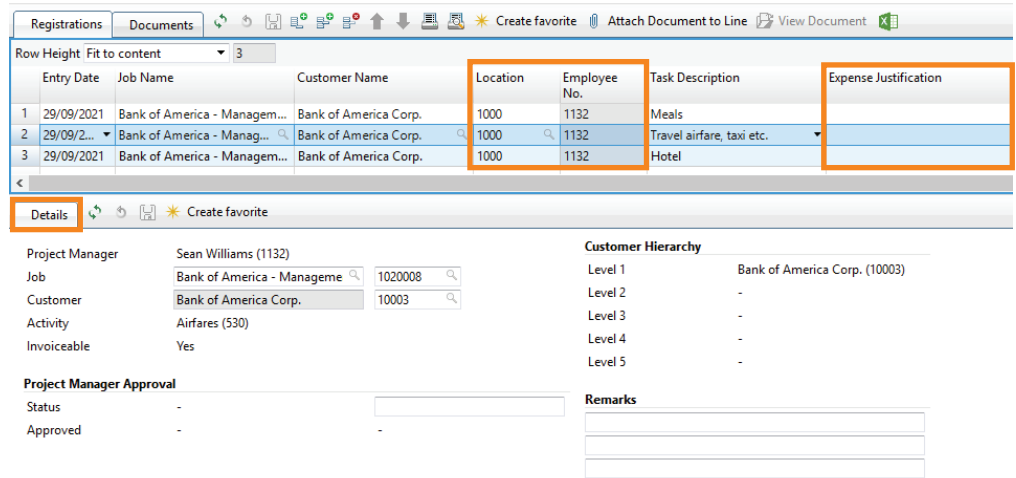 Registrations Documents Create favorite Attach Document to Line View Document
Row Height Fit to content 3
Entry Date Job Name Customer Name Location Employee No. Task Description Expense Justification
1 29/09/2021 Bank of America - Managem... Bank of America Corp. 1000 1132 Meals
2 29/09/2... Bank of America - Manag... Bank of America Corp. 1000 1132 Travel airfare, taxi etc.
3 29/09/2021 Bank of America - Managem... Bank of America Corp. 1000 1132 Hotel
Details Create favorite
Project Manager Sean Williams (1132)
Job Bank of America - Manageme 1020008
Customer Bank of America Corp. 10003
Activity Airfares (530)
Invoiceable Yes
Project Manager Approval
Status -
Approved - -
Customer Hierarchy
Level 1 Bank of America Corp. (10003)
Level 2 -
Level 3 -
Level 4 -
Level 5 -
Remarks